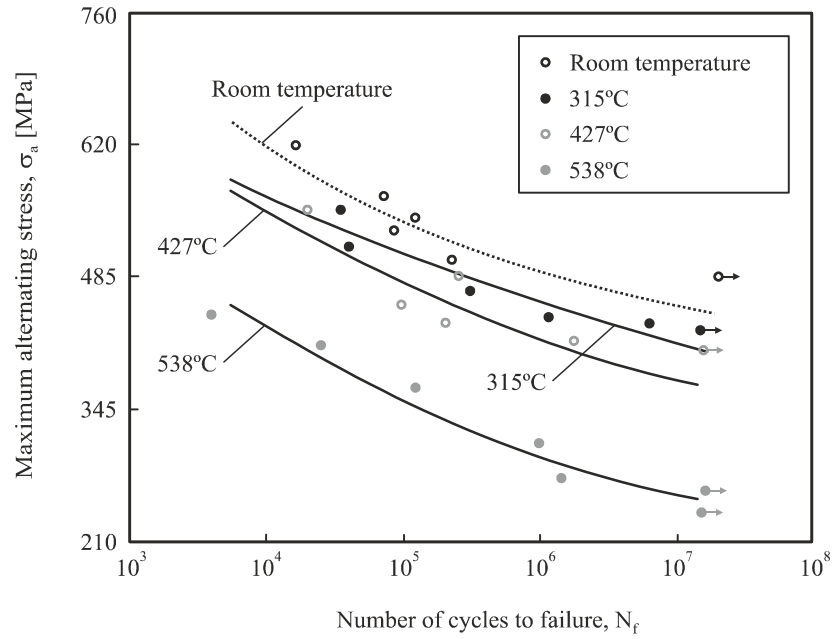 760
620
485
345
210
Maximum alternating stress, σa [MPa]
Room temperature
427ºC
538ºC
315ºC
Room temperature
315ºC
427ºC
538ºC
10³ 10⁴ 10⁵ 10⁶ 10⁷ 10⁸
Number of cycles to failure, Nf